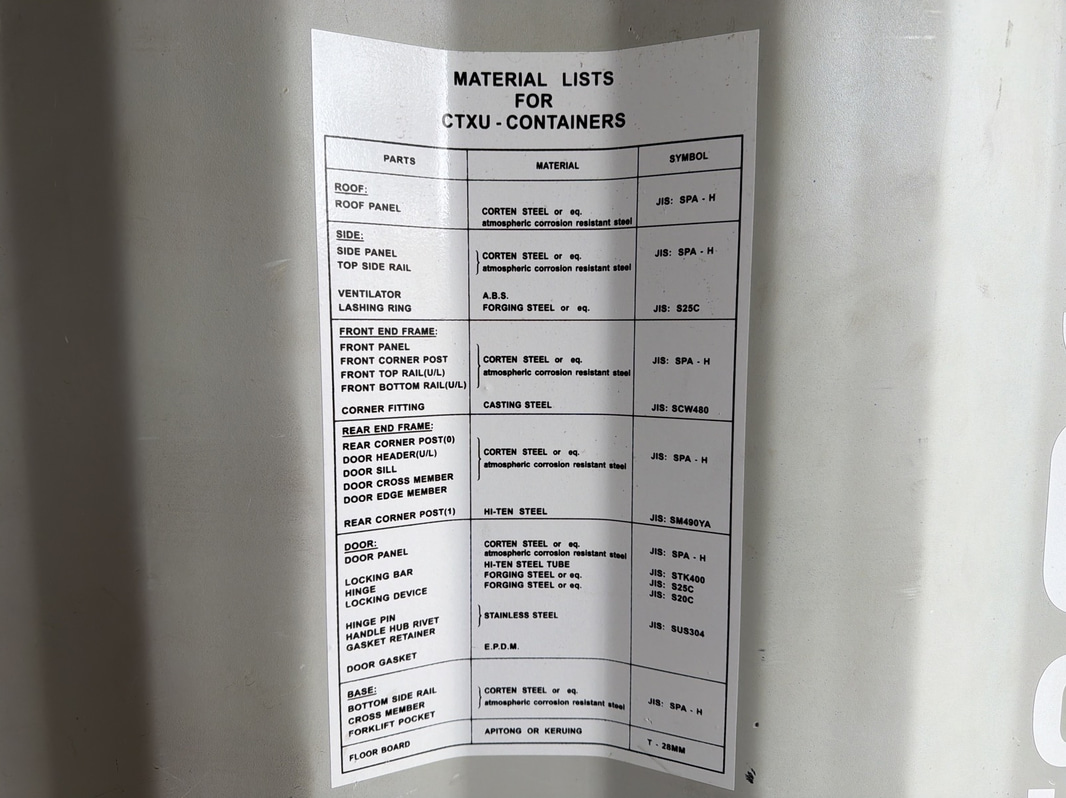 MATERIAL LISTS
FOR
CTXU - CONTAINERS
PARTS MATERIAL SYMBOL
ROOF:
ROOF PANEL CORTEN STEEL or eq. JIS: SPA - H
atmospheric corrosion resistant steel
SIDE:
SIDE PANEL CORTEN STEEL or eq. JIS: SPA - H
TOP SIDE RAIL atmospheric corrosion resistant steel
VENTILATOR A.B.S.
LASHING RING FORGING STEEL or eq. JIS: S25C
FRONT END FRAME:
FRONT PANEL
FRONT CORNER POST CORTEN STEEL or eq. JIS: SPA - H
FRONT TOP RAIL(U/L) atmospheric corrosion resistant steel
FRONT BOTTOM RAIL(U/L)
CORNER FITTING CASTING STEEL JIS: SCW480
REAR END FRAME:
REAR CORNER POST(0)
DOOR HEADER(U/L) CORTEN STEEL or eq. JIS: SPA - H
DOOR SILL atmospheric corrosion resistant steel
DOOR CROSS MEMBER
DOOR EDGE MEMBER
REAR CORNER POST(1) HI-TEN STEEL JIS: SM490YA
DOOR: CORTEN STEEL or eq.
DOOR PANEL atmospheric corrosion resistant steel JIS: SPA - H
LOCKING BAR HI-TEN STEEL TUBE JIS: STK400
HINGE FORGING STEEL or eq. JIS: S25C
LOCKING DEVICE FORGING STEEL or eq. JIS: S20C
HINGE PIN
HANDLE HUB RIVET STAINLESS STEEL JIS: SUS304
GASKET RETAINER
DOOR GASKET E.P.D.M.
BASE:
BOTTOM SIDE RAIL CORTEN STEEL or eq.
CROSS MEMBER atmospheric corrosion resistant steel JIS: SPA - H
FORKLIFT POCKET
FLOOR BOARD APITONG OR KERUING T - 28MM